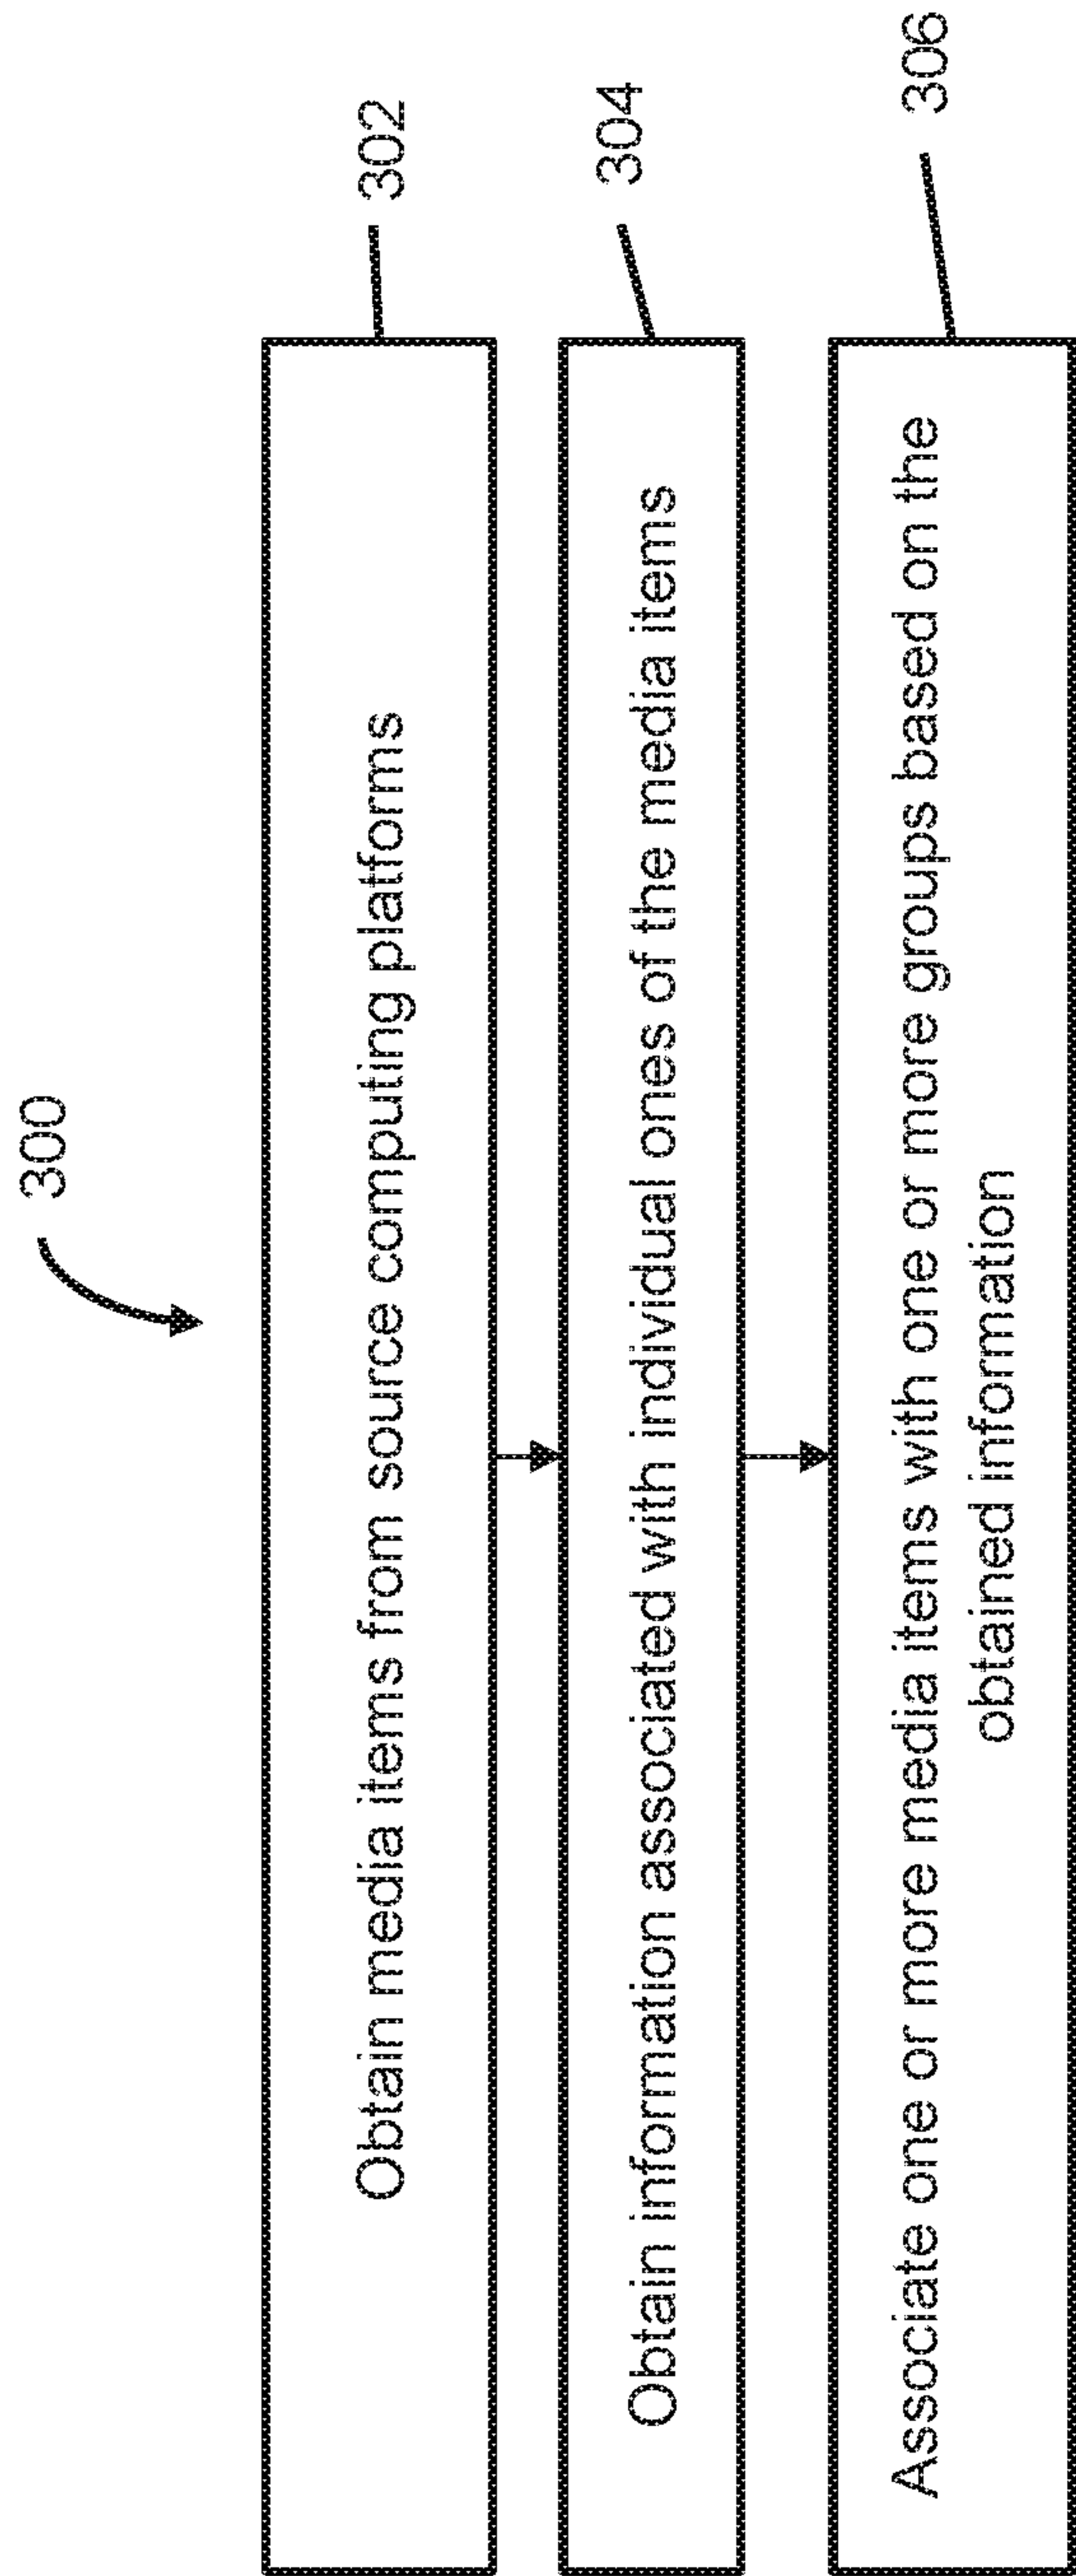 300
Obtain media items from source computing platforms
302
Obtain information associated with individual ones of the media items
304
Associate one or more media items with one or more groups based on the
obtained information
306